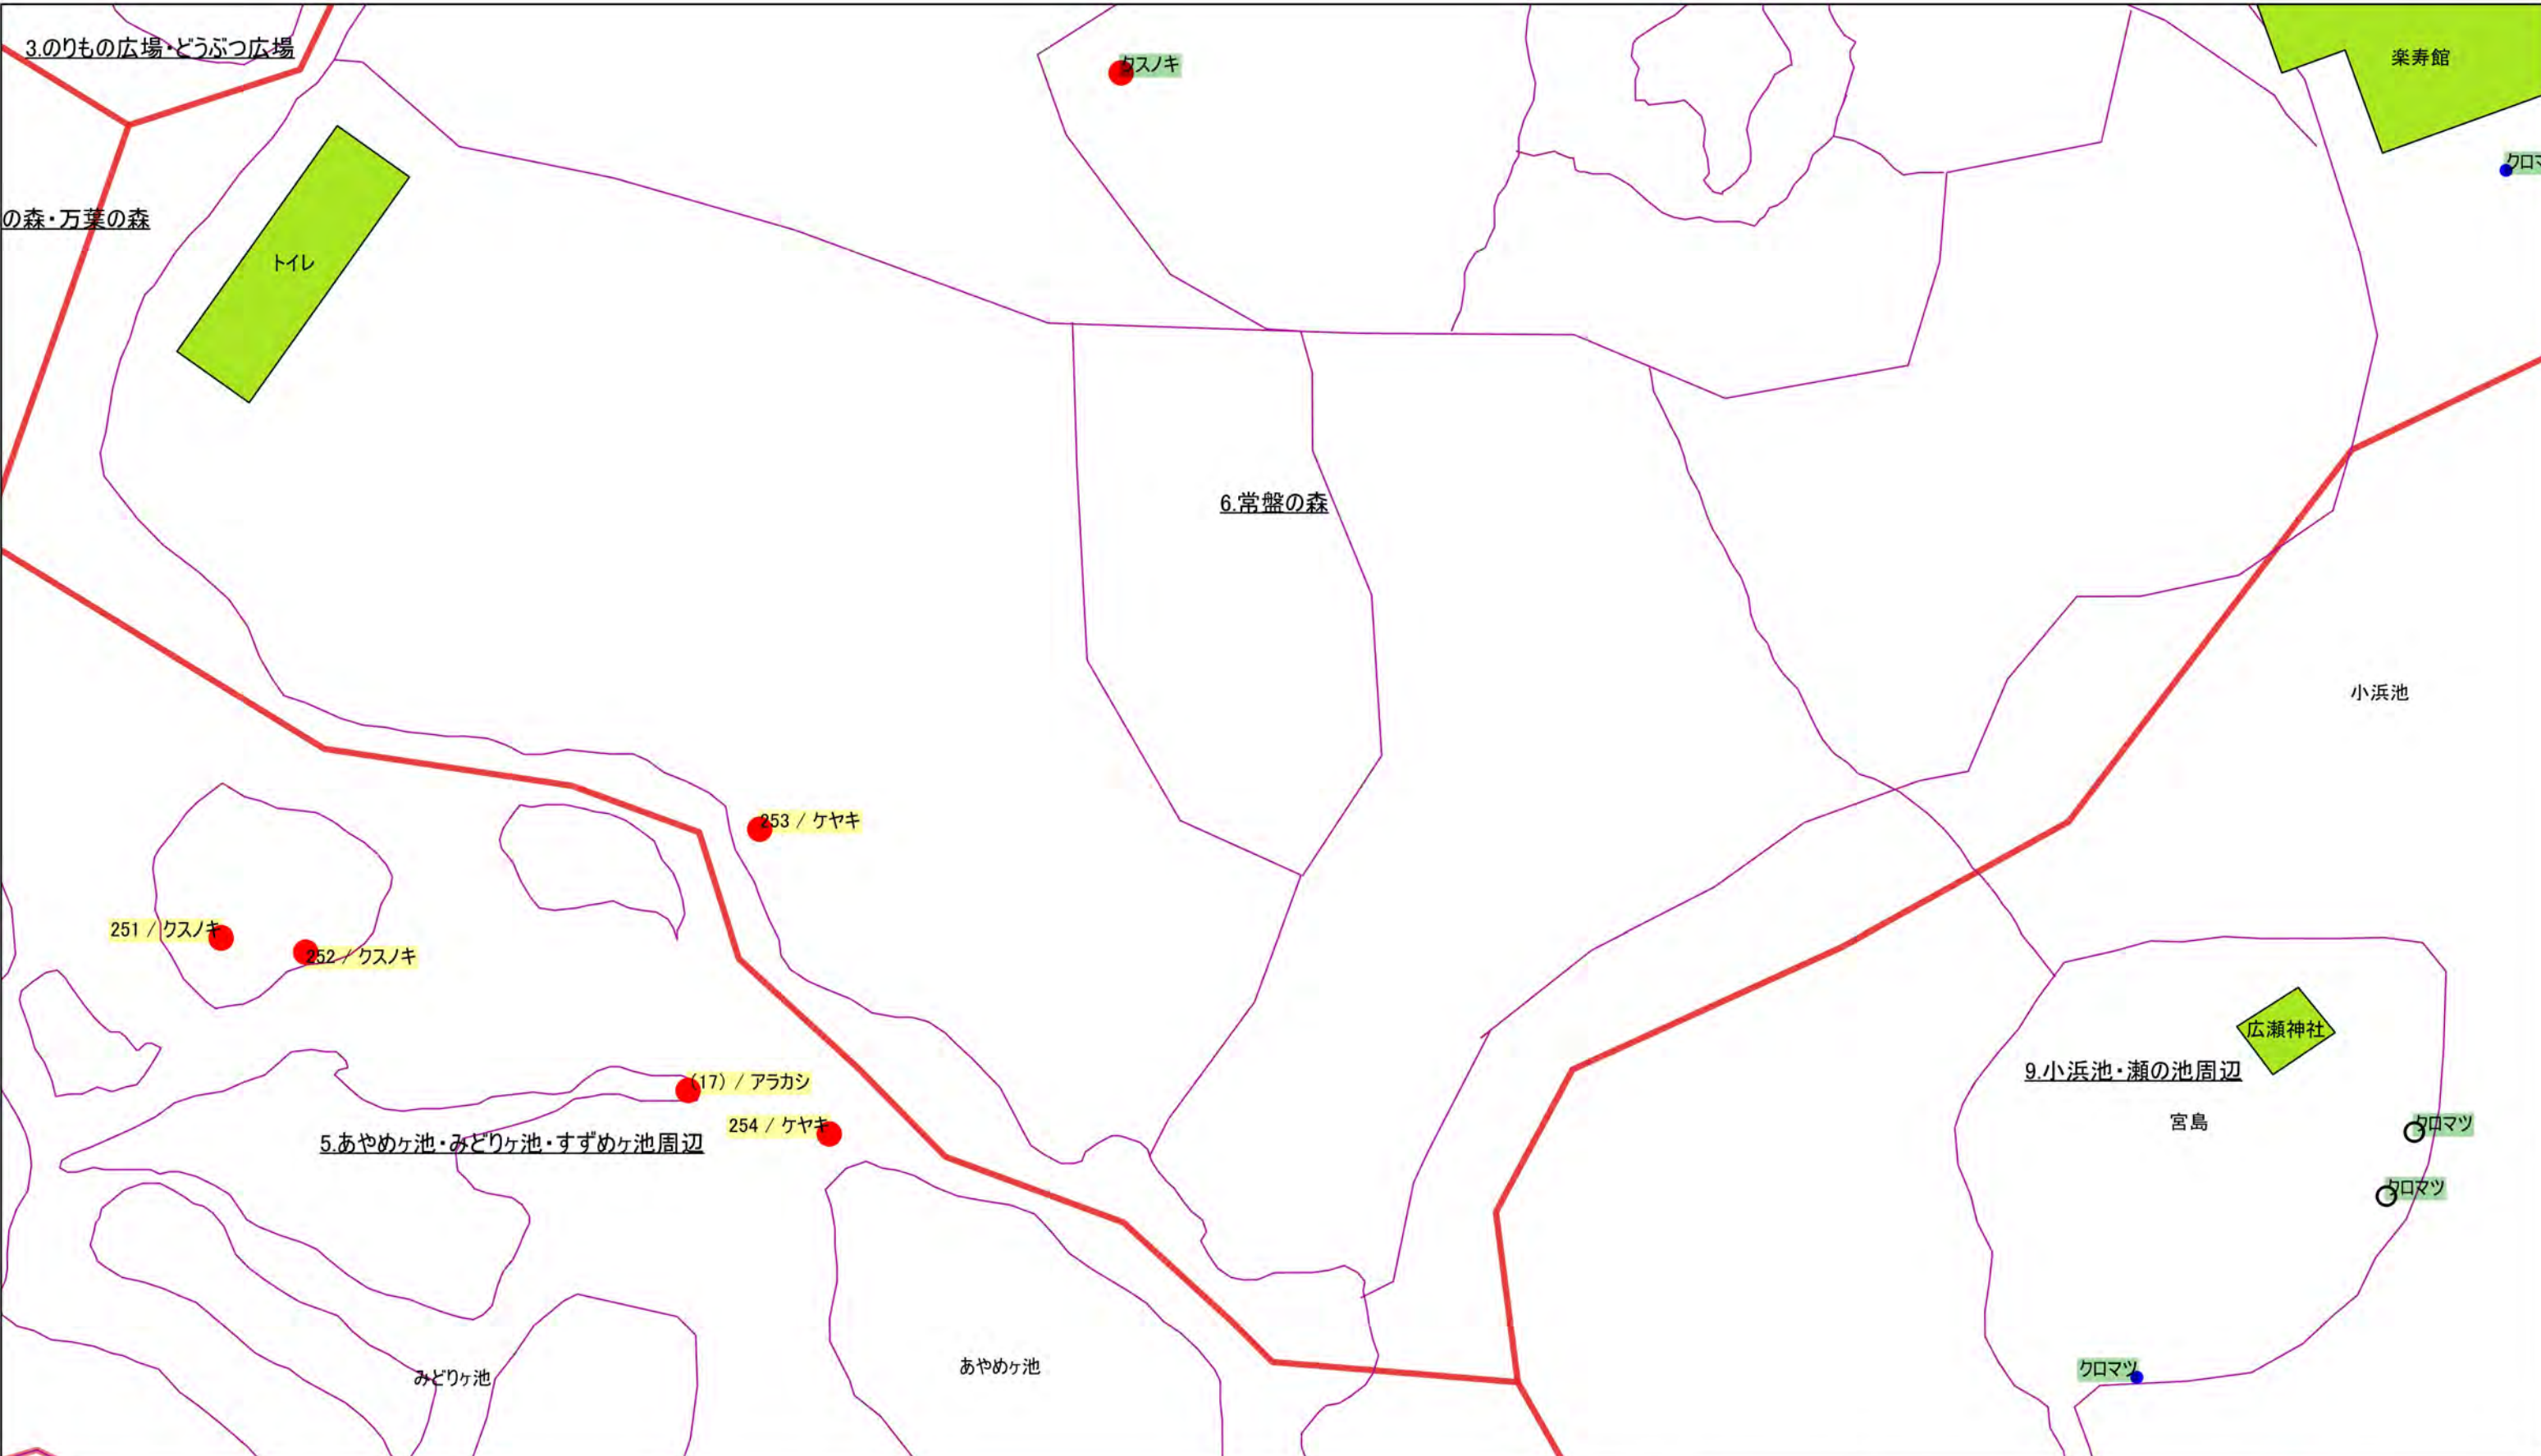 3.のりもの広場・どうぶつ広場
クスノキ
楽寿館
クロマ
の森・万葉の森
トイレ
6.常盤の森
小浜池
253 / ケヤキ
251 / クスノキ
252 / クスノキ
広瀬神社
9.小浜池・瀬の池周辺
(17) / アラカシ
254 / ケヤキ
宮島
クロマツ
5.あやめヶ池・みどりヶ池・すずめヶ池周辺
クロマツ
あやめヶ池
クロマツ
みどりヶ池